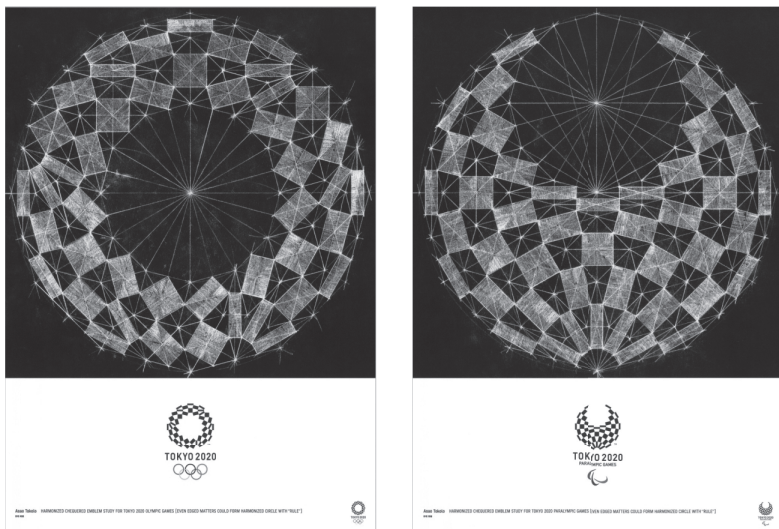 TOKYO 2020
Asao Tokolo HARMONIZED CHEQUERED EMBLEM STUDY FOR TOKYO 2020 OLYMPIC GAMES [EVEN EDGED MATTERS COULD FORM HARMONIZED CIRCLE WITH "RULE"]
TOKYO 2020
PARALYMPIC GAMES
Asao Tokolo HARMONIZED CHEQUERED EMBLEM STUDY FOR TOKYO 2020 PARALYMPIC GAMES [EVEN EDGED MATTERS COULD FORM HARMONIZED CIRCLE WITH "RULE"]